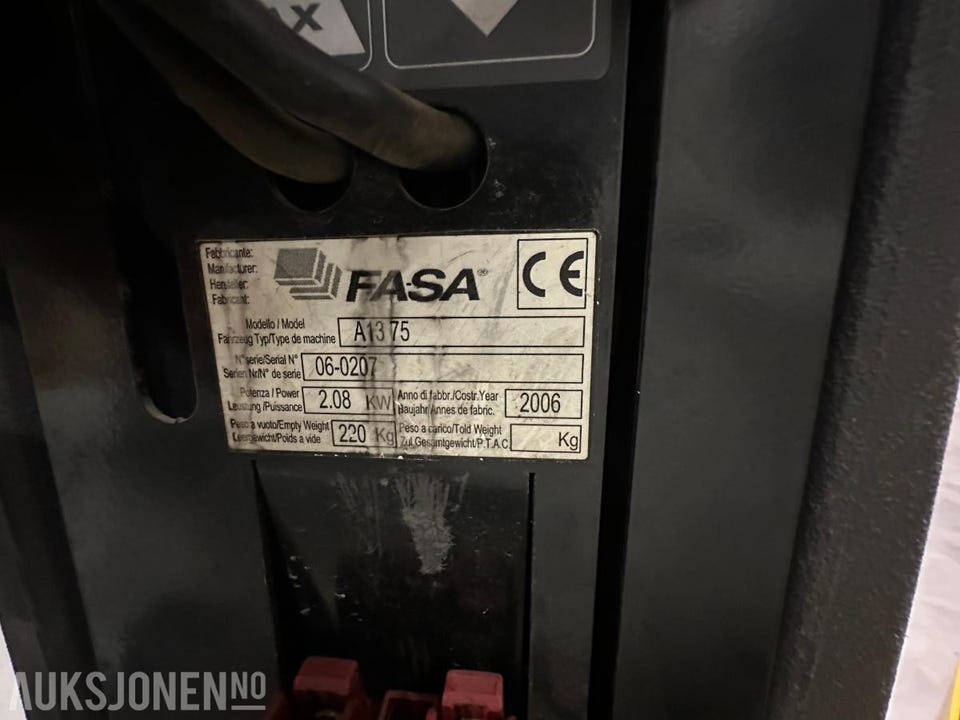 AX
Fabbricante:
Manufacturer:
Hersteller:
Fabricant:
FASA®
CE
Modello / Model
Fahrzeug Typ/Type de machine
A13 75
N°serie/Serial N°
Serien Nr/N° de serie
06-0207
Potenza / Power
Leistung/Puissance
2.08 KW
Anno di fabbr./Costr.Year
Baujahr/Annes de fabric.
2006
Peso a vuoto/Empty Weight
Leergewicht/Poids a vide
220 Kg
Peso a carico/Told Weight
Zul.Gesamtgewicht/P.T.A.C.
Kg
AUKSJONEN.NO